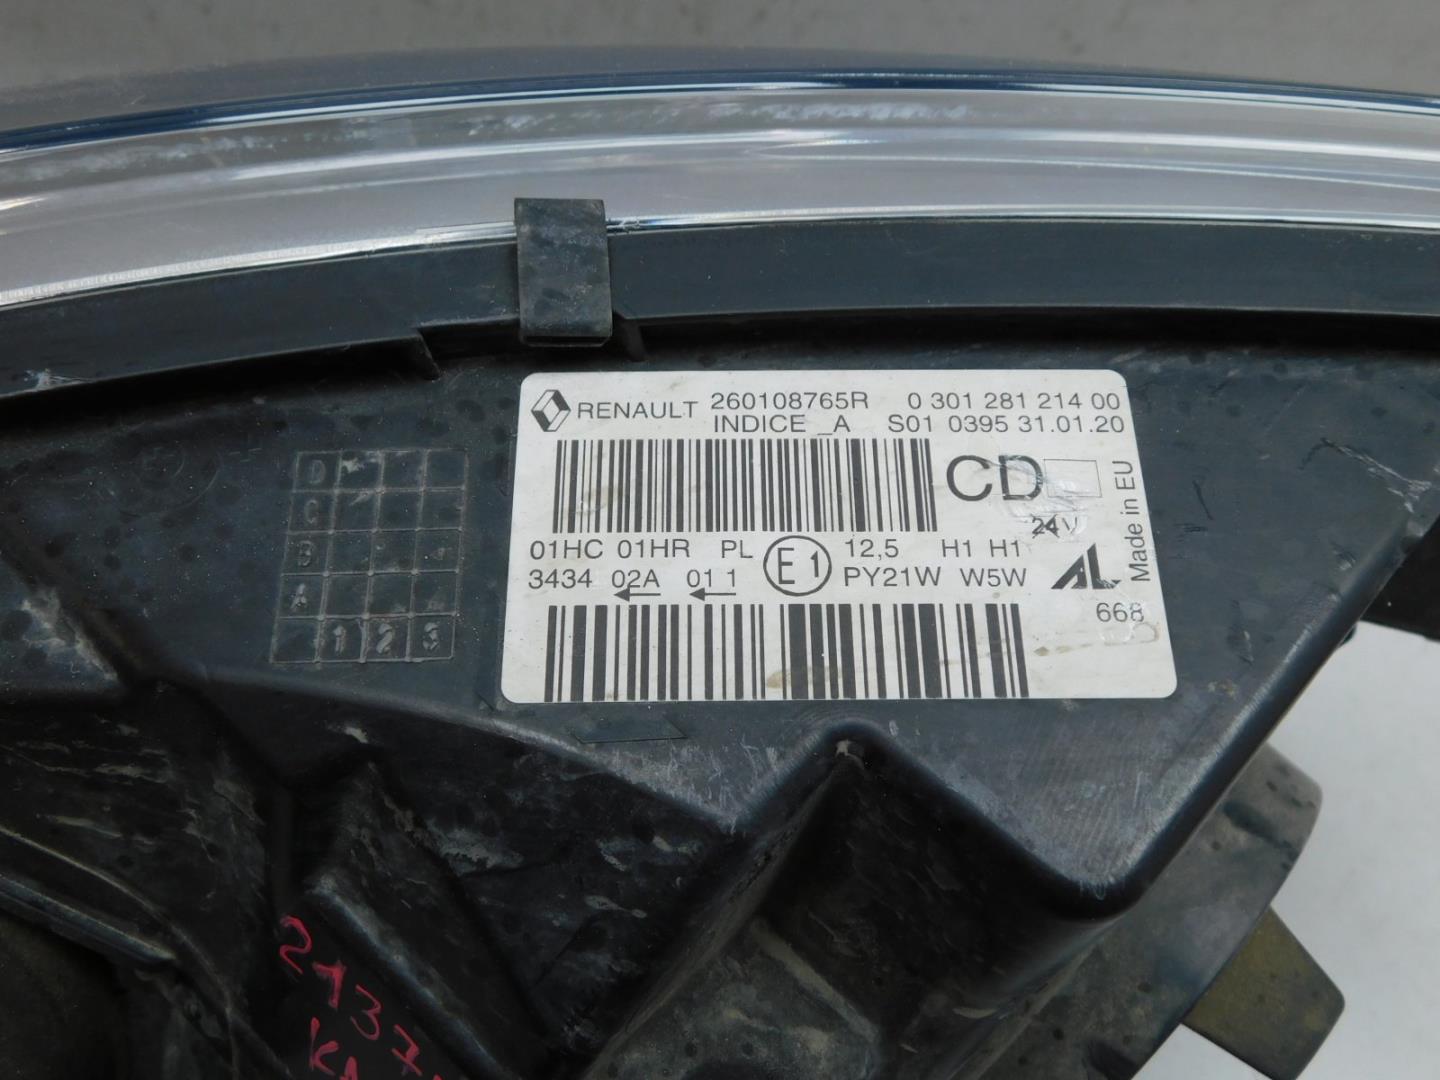 RENAULT 260108765R 0 301 281 214 00
INDICE _A S01 0395 31.01.20
CD
24V
Made in EU
01HC 01HR PL E1 12,5 H1 H1
3434 02A 01 1 PY21W W5W
AL
668
D
C
B
A
1 2 3